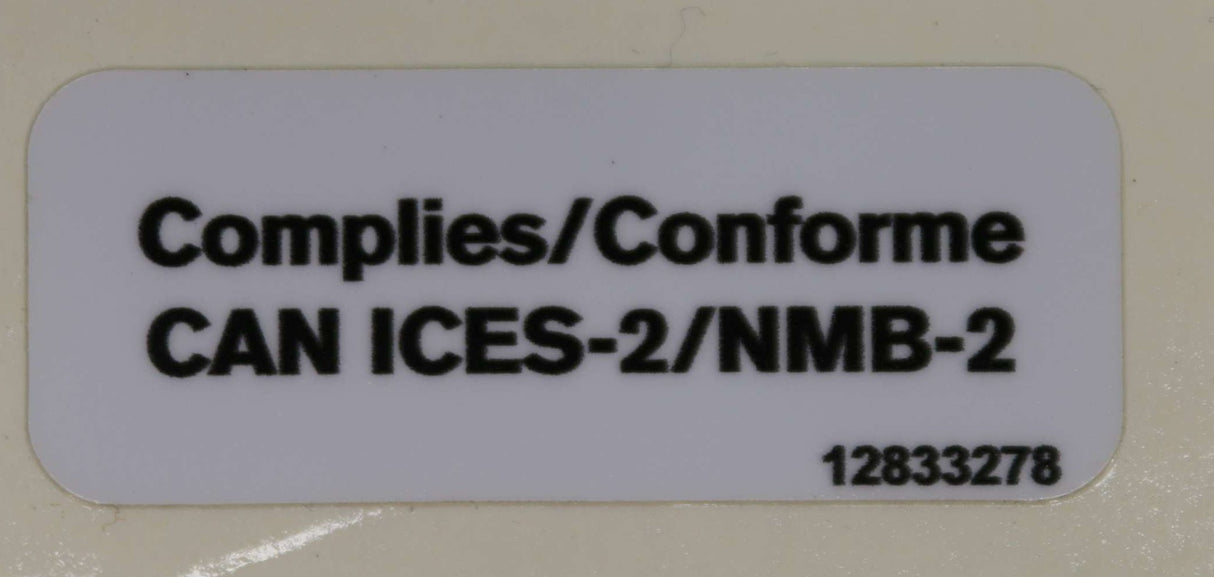 Complies/Conforme
CAN ICES-2/NMB-2
12833278